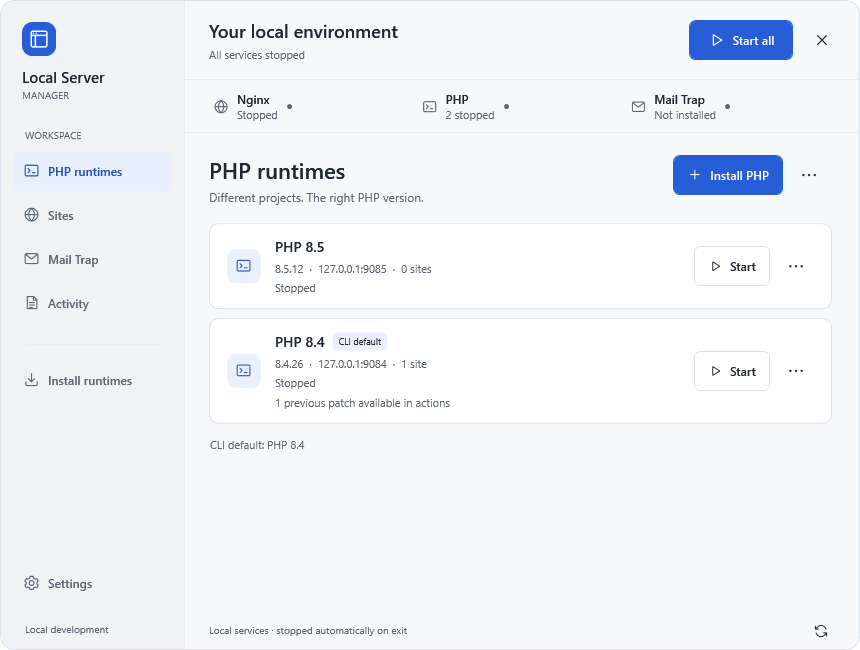 Local Server
MANAGER
WORKSPACE
PHP runtimes
Sites
Mail Trap
Activity
Install runtimes
Settings
Local development
Your local environment
All services stopped
Start all
Nginx
Stopped
PHP
2 stopped
Mail Trap
Not installed
PHP runtimes
Different projects. The right PHP version.
Install PHP
PHP 8.5
8.5.12 · 127.0.0.1:9085 · 0 sites
Stopped
Start
PHP 8.4 CLI default
8.4.26 · 127.0.0.1:9084 · 1 site
Stopped
1 previous patch available in actions
Start
CLI default: PHP 8.4
Local services · stopped automatically on exit